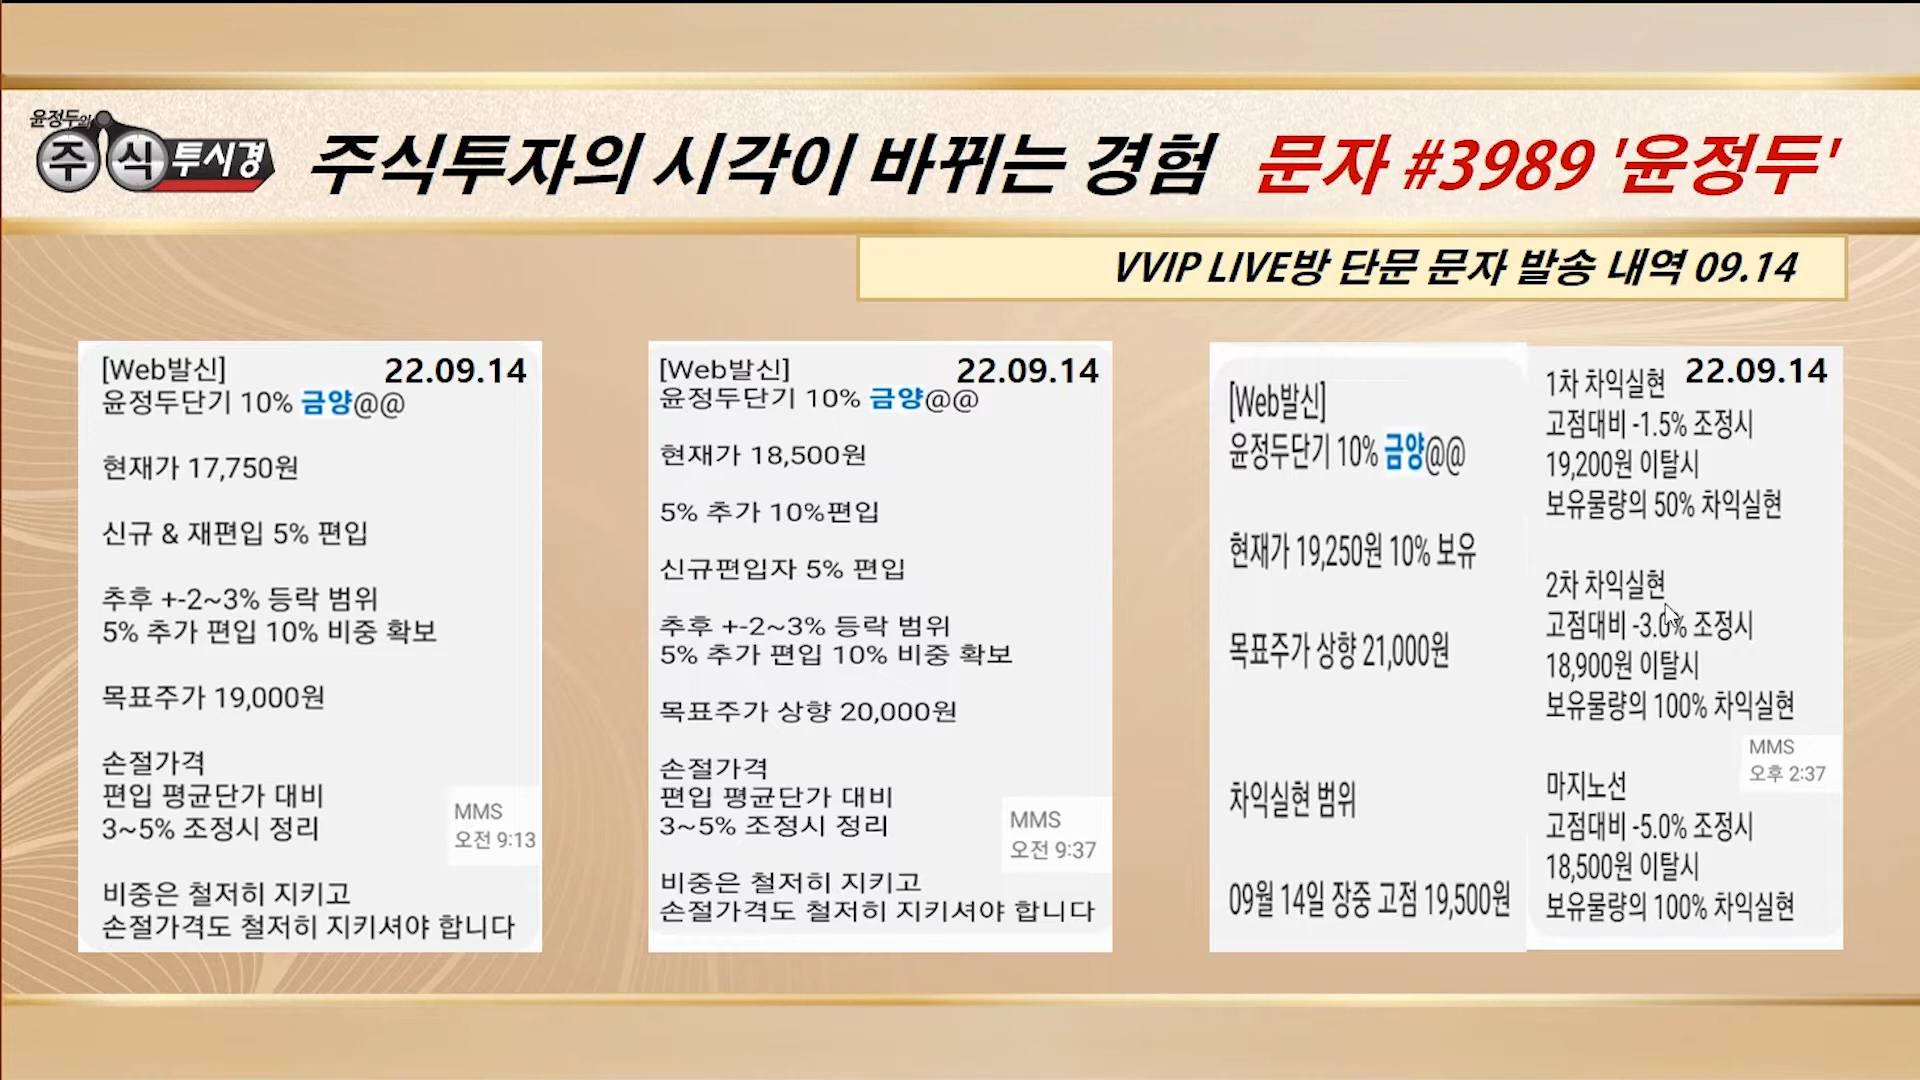 윤정두의
주식투시경
주식투자의 시각이 바뀌는 경험 문자 #3989 '윤정두'
VVIP LIVE방 단문 문자 발송 내역 09.14
[Web발신] 22.09.14
윤정두단기 10% 금양@@
현재가 17,750원
신규 & 재편입 5% 편입
추후 +-2~3% 등락 범위
5% 추가 편입 10% 비중 확보
목표주가 19,000원
손절가격
편입 평균단가 대비
3~5% 조정시 정리
MMS
오전 9:13
비중은 철저히 지키고
손절가격도 철저히 지키셔야 합니다
[Web발신] 22.09.14
윤정두단기 10% 금양@@
현재가 18,500원
5% 추가 10%편입
신규편입자 5% 편입
추후 +-2~3% 등락 범위
5% 추가 편입 10% 비중 확보
목표주가 상향 20,000원
손절가격
편입 평균단가 대비
3~5% 조정시 정리
MMS
오전 9:37
비중은 철저히 지키고
손절가격도 철저히 지키셔야 합니다
[Web발신]
윤정두단기 10% 금양@@
현재가 19,250원 10% 보유
목표주가 상향 21,000원
차익실현 범위
09월 14일 장중 고점 19,500원
1차 차익실현 22.09.14
고점대비 -1.5% 조정시
19,200원 이탈시
보유물량의 50% 차익실현
2차 차익실현
고점대비 -3.0% 조정시
18,900원 이탈시
보유물량의 100% 차익실현
MMS
오후 2:37
마지노선
고점대비 -5.0% 조정시
18,500원 이탈시
보유물량의 100% 차익실현